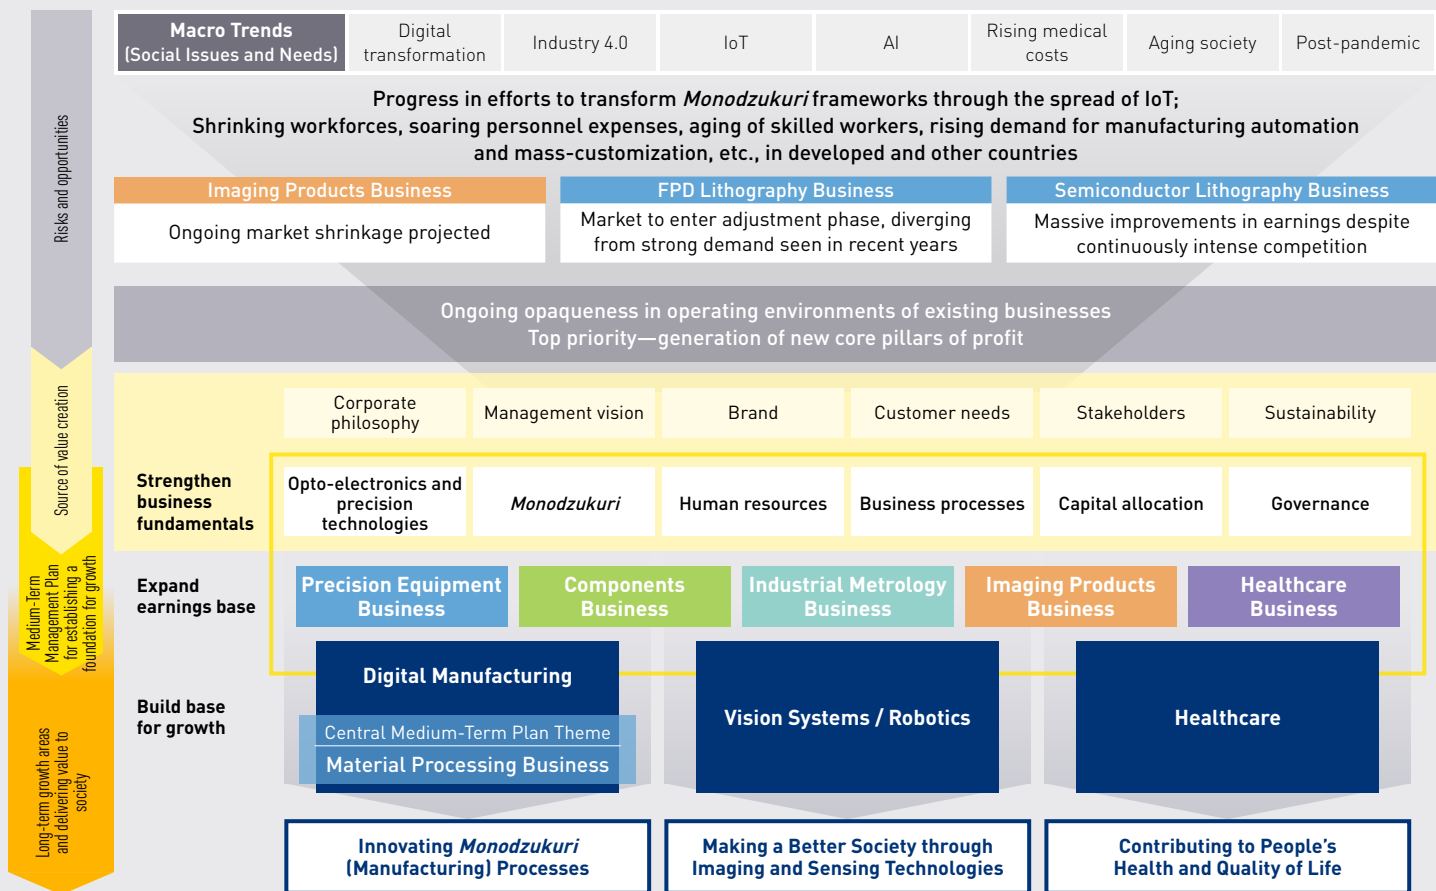 Macro Trends
(Social Issues and Needs)
Digital
transformation
Industry 4.0
IoT
AI
Rising medical
costs
Aging society
Post-pandemic
Risks and opportunities
Progress in efforts to transform Monodzukuri frameworks through the spread of IoT;
Shrinking workforces, soaring personnel expenses, aging of skilled workers, rising demand for manufacturing automation
and mass-customization, etc., in developed and other countries
Imaging Products Business
Ongoing market shrinkage projected
FPD Lithography Business
Market to enter adjustment phase, diverging
from strong demand seen in recent years
Semiconductor Lithography Business
Massive improvements in earnings despite
continuously intense competition
Ongoing opaqueness in operating environments of existing businesses
Top priority—generation of new core pillars of profit
Source of value creation
Corporate
philosophy
Management vision
Brand
Customer needs
Stakeholders
Sustainability
Strengthen
business
fundamentals
Opto-electronics and
precision
technologies
Monodzukuri
Human resources
Business processes
Capital allocation
Governance
Medium-Term
Management Plan
for establishing a
foundation for growth
Expand
earnings base
Precision Equipment
Business
Components
Business
Industrial Metrology
Business
Imaging Products
Business
Healthcare
Business
Long-term growth areas
and delivering value to
society
Build base
for growth
Digital Manufacturing
Central Medium-Term Plan Theme
Material Processing Business
Vision Systems / Robotics
Healthcare
Innovating Monodzukuri
(Manufacturing) Processes
Making a Better Society through
Imaging and Sensing Technologies
Contributing to People's
Health and Quality of Life